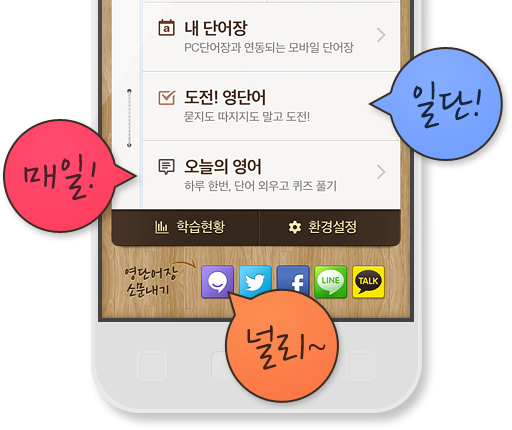 a
내 단어장
PC단어장과 연동되는 모바일 단어장
도전! 영단어
묻지도 따지지도 말고 도전!
일단!
매일!
오늘의 영어
하루 한번, 단어 외우고 퀴즈 풀기
학습현황
환경설정
영단어장
소문내기
LINE
TALK
널리~